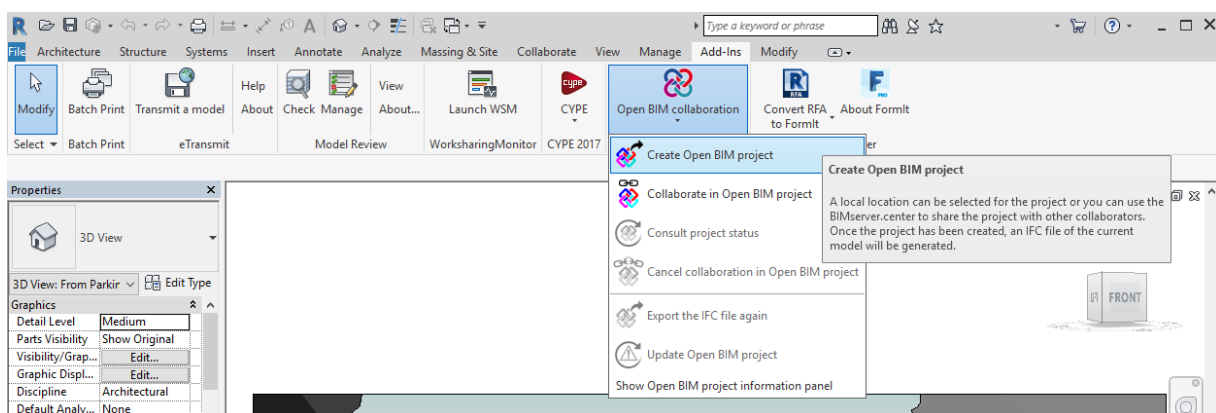 Type a keyword or phrase
File Architecture Structure Systems Insert Annotate Analyze Massing & Site Collaborate View Manage Add-Ins Modify
Modify Batch Print Transmit a model Help About Check Manage View About... Launch WSM CYPE Open BIM collaboration Convert RFA to FormIt About FormIt
Select Batch Print eTransmit Model Review WorksharingMonitor CYPE 2017 er
Create Open BIM project
Collaborate in Open BIM project
Consult project status
Cancel collaboration in Open BIM project
Export the IFC file again
Update Open BIM project
Show Open BIM project information panel
Create Open BIM project
A local location can be selected for the project or you can use the
BIMserver.center to share the project with other collaborators.
Once the project has been created, an IFC file of the current
model will be generated.
Properties
3D View
3D View: From Parkir Edit Type
Graphics
Detail Level Medium
Parts Visibility Show Original
Visibility/Grap... Edit...
Graphic Displ... Edit...
Discipline Architectural
Default Analy... None
FRONT